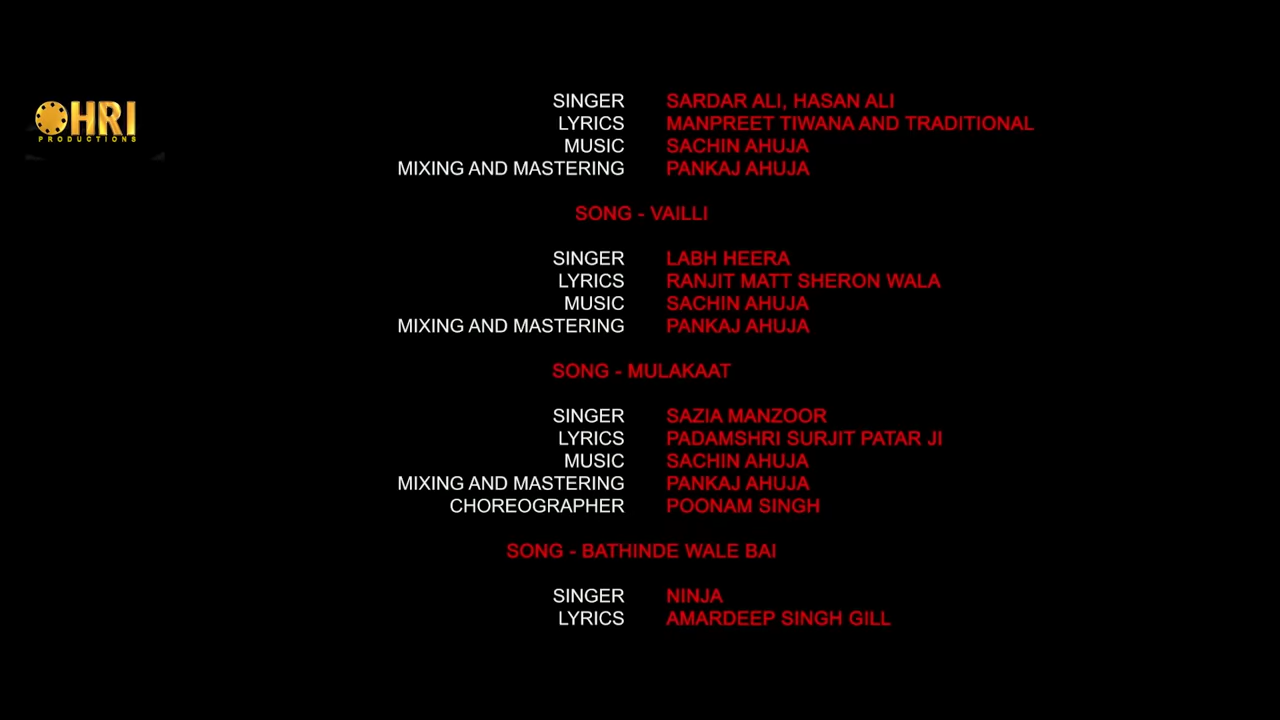 OHRI
PRODUCTIONS
SINGER SARDAR ALI, HASAN ALI
LYRICS MANPREET TIWANA AND TRADITIONAL
MUSIC SACHIN AHUJA
MIXING AND MASTERING PANKAJ AHUJA
SONG - VAILLI
SINGER LABH HEERA
LYRICS RANJIT MATT SHERON WALA
MUSIC SACHIN AHUJA
MIXING AND MASTERING PANKAJ AHUJA
SONG - MULAKAAT
SINGER SAZIA MANZOOR
LYRICS PADAMSHRI SURJIT PATAR JI
MUSIC SACHIN AHUJA
MIXING AND MASTERING PANKAJ AHUJA
CHOREOGRAPHER POONAM SINGH
SONG - BATHINDE WALE BAI
SINGER NINJA
LYRICS AMARDEEP SINGH GILL